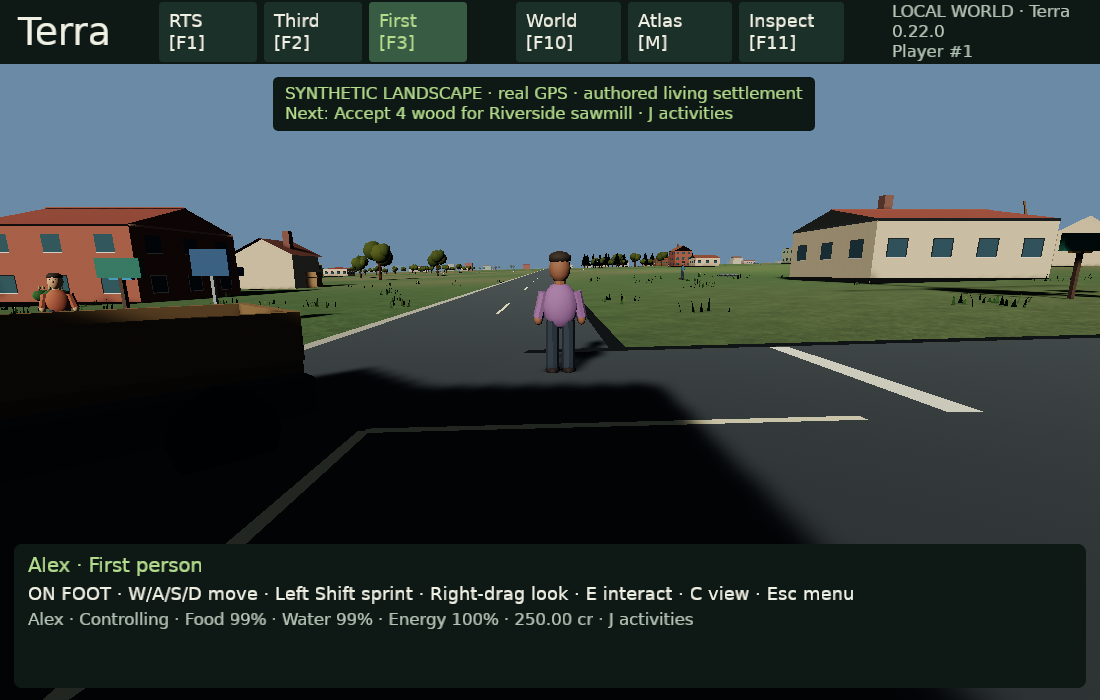 Terra
RTS
[F1]
Third
[F2]
First
[F3]
World
[F10]
Atlas
[M]
Inspect
[F11]
LOCAL WORLD · Terra
0.22.0
Player #1
SYNTHETIC LANDSCAPE · real GPS · authored living settlement
Next: Accept 4 wood for Riverside sawmill · J activities
Alex · First person
ON FOOT · W/A/S/D move · Left Shift sprint · Right-drag look · E interact · C view · Esc menu
Alex · Controlling · Food 99% · Water 99% · Energy 100% · 250.00 cr · J activities